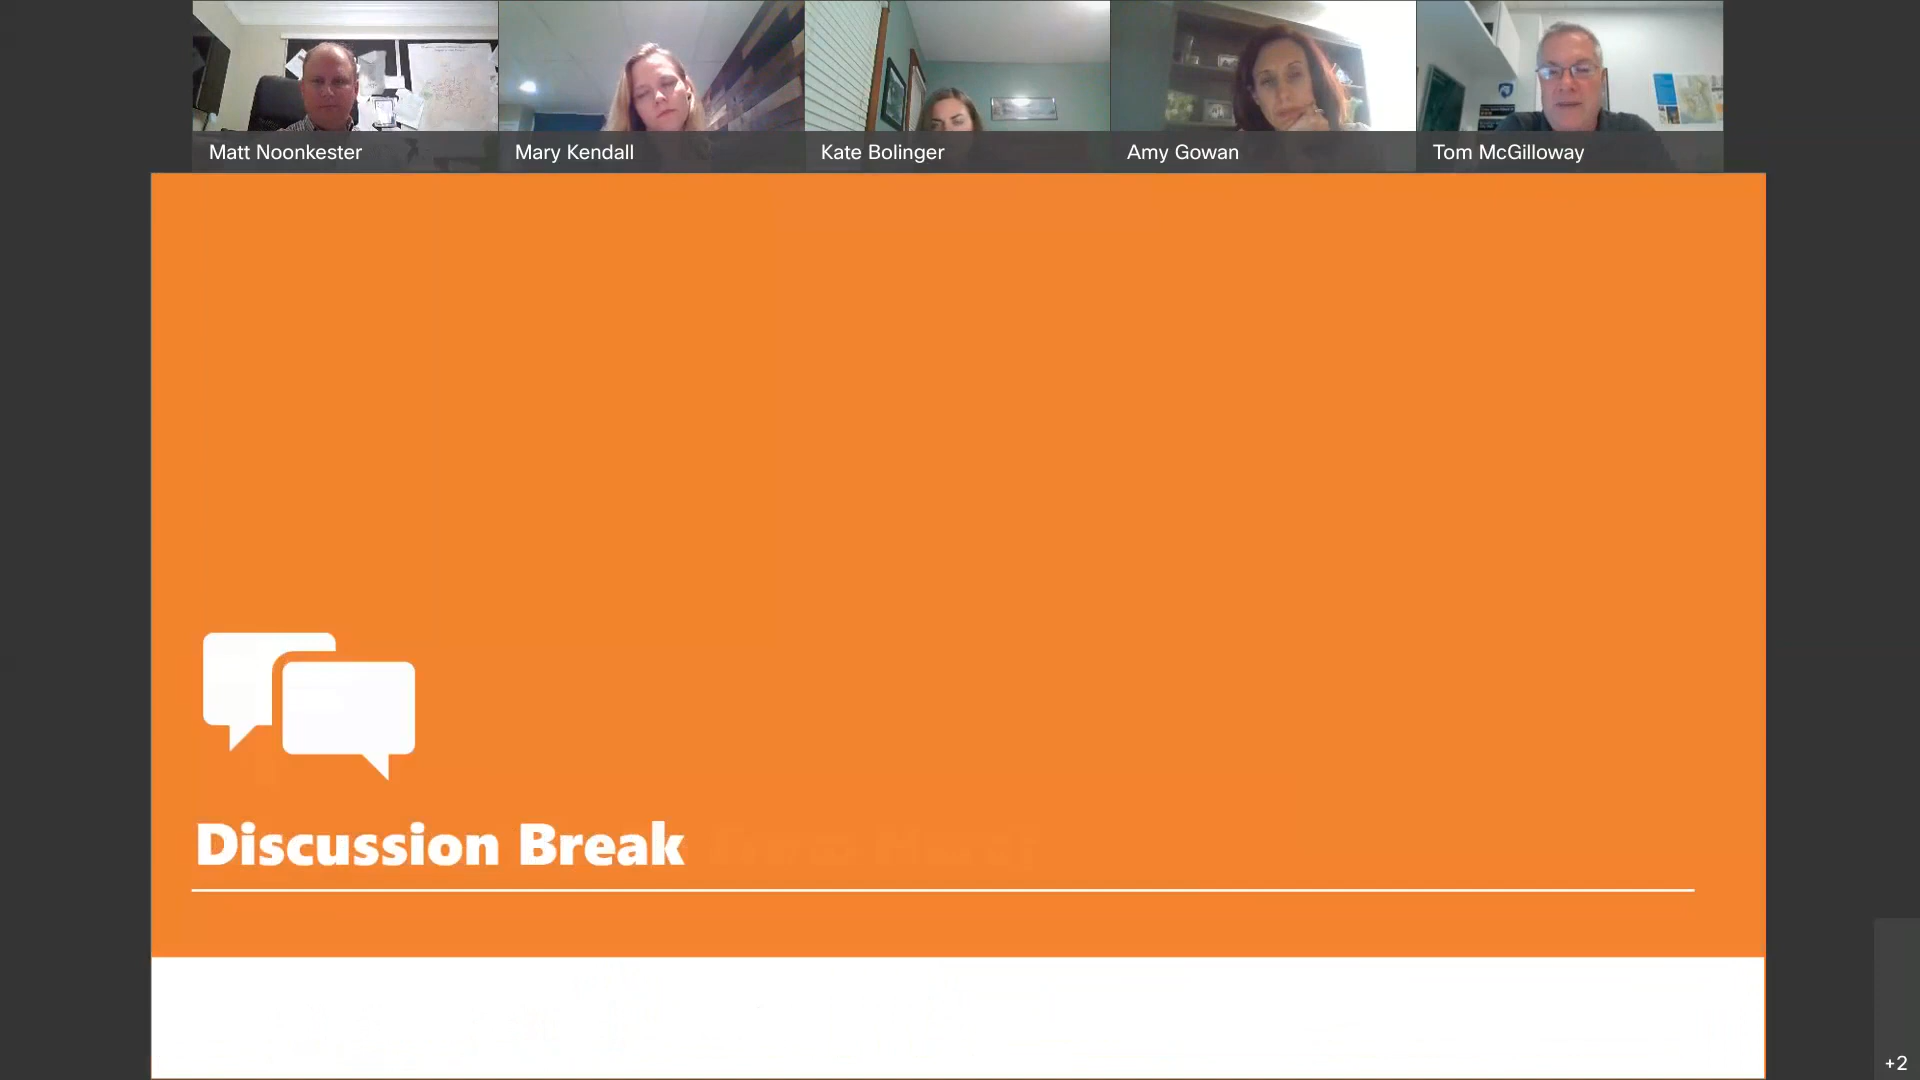 Matt Noonkester
Mary Kendall
Kate Bolinger
Amy Gowan
Tom McGilloway
Discussion Break
+2